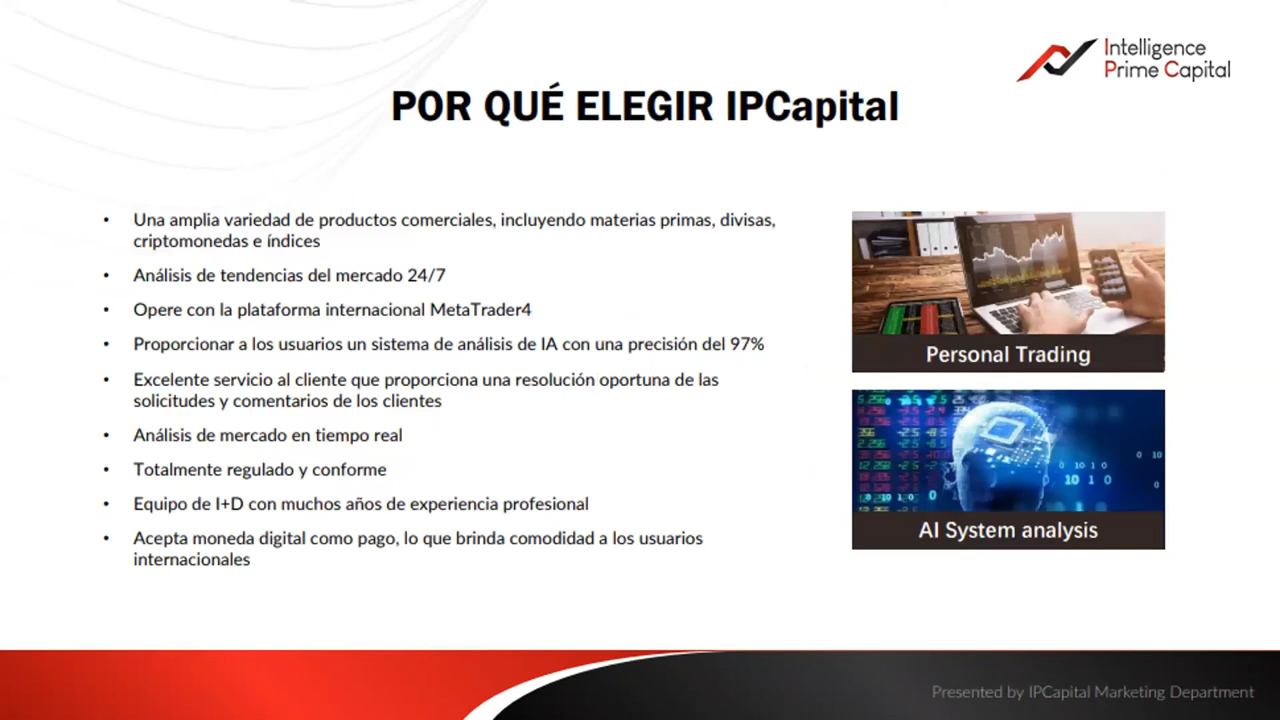 Intelligence
Prime Capital
POR QUÉ ELEGIR IPCapital
• Una amplia variedad de productos comerciales, incluyendo materias primas, divisas,
criptomonedas e índices
• Análisis de tendencias del mercado 24/7
• Opere con la plataforma internacional MetaTrader4
• Proporcionar a los usuarios un sistema de análisis de IA con una precisión del 97%
• Excelente servicio al cliente que proporciona una resolución oportuna de las
solicitudes y comentarios de los clientes
• Análisis de mercado en tiempo real
• Totalmente regulado y conforme
• Equipo de I+D con muchos años de experiencia profesional
• Acepta moneda digital como pago, lo que brinda comodidad a los usuarios
internacionales
Personal Trading
AI System analysis
Presented by IPCapital Marketing Department